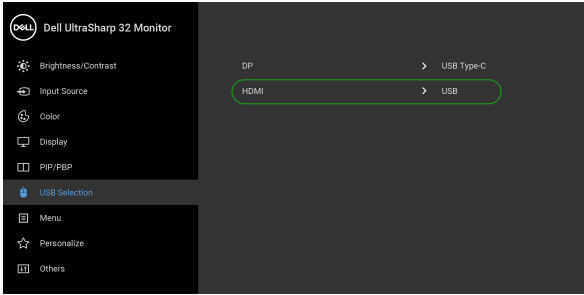 DELL Dell UltraSharp 32 Monitor
Brightness/Contrast
Input Source
Color
Display
PIP/PBP
USB Selection
Menu
Personalize
Others
DP > USB Type-C
HDMI > USB